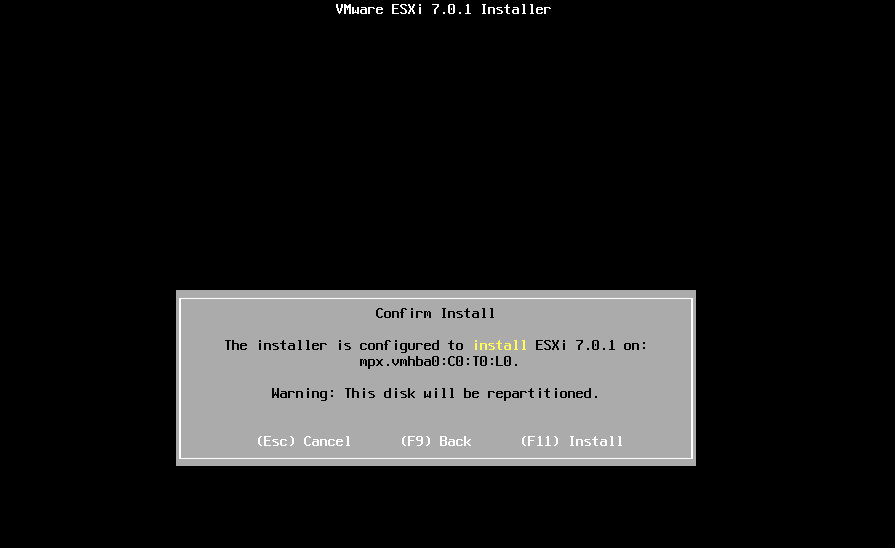 VMware ESXi 7.0.1 Installer
Confirm Install
The installer is configured to install ESXi 7.0.1 on:
mpx.vmhba0:C0:T0:L0.
Warning: This disk will be repartitioned.
(Esc) Cancel (F9) Back (F11) Install